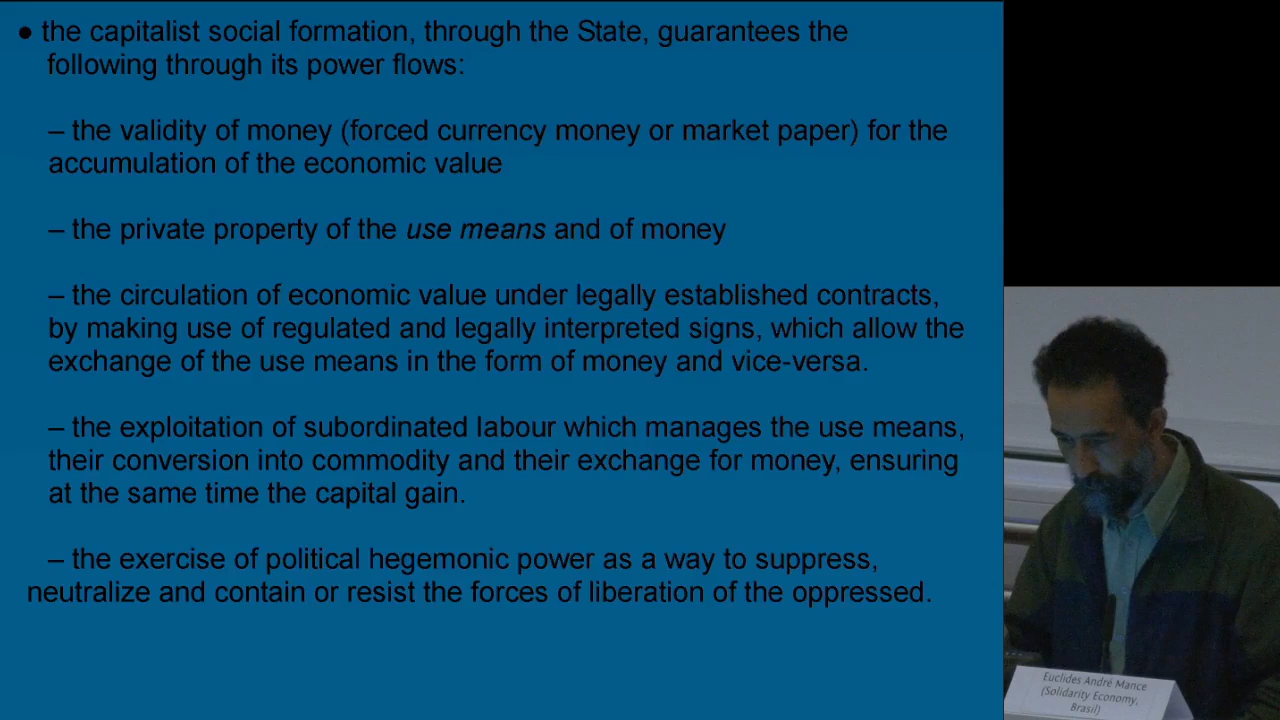 ● the capitalist social formation, through the State, guarantees the
following through its power flows:
– the validity of money (forced currency money or market paper) for the
accumulation of the economic value
– the private property of the use means and of money
– the circulation of economic value under legally established contracts,
by making use of regulated and legally interpreted signs, which allow the
exchange of the use means in the form of money and vice-versa.
– the exploitation of subordinated labour which manages the use means,
their conversion into commodity and their exchange for money, ensuring
at the same time the capital gain.
– the exercise of political hegemonic power as a way to suppress,
neutralize and contain or resist the forces of liberation of the oppressed.
Euclides André Mance
(Solidarity Economy,
Brasil)